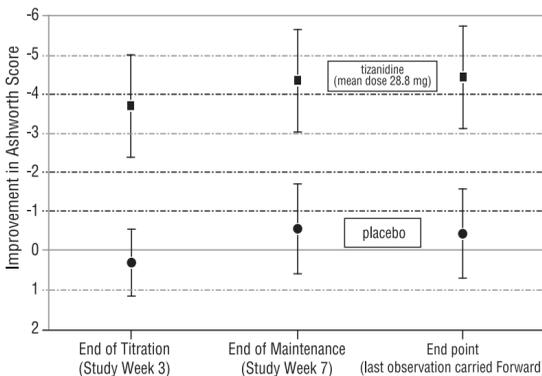 Improvement in Ashworth Score
-6
-5
-4
-3
-2
-1
0
1
2
tizanidine
(mean dose 28.8 mg)
placebo
End of Titration
(Study Week 3)
End of Maintenance
(Study Week 7)
End point
(last observation carried Forward